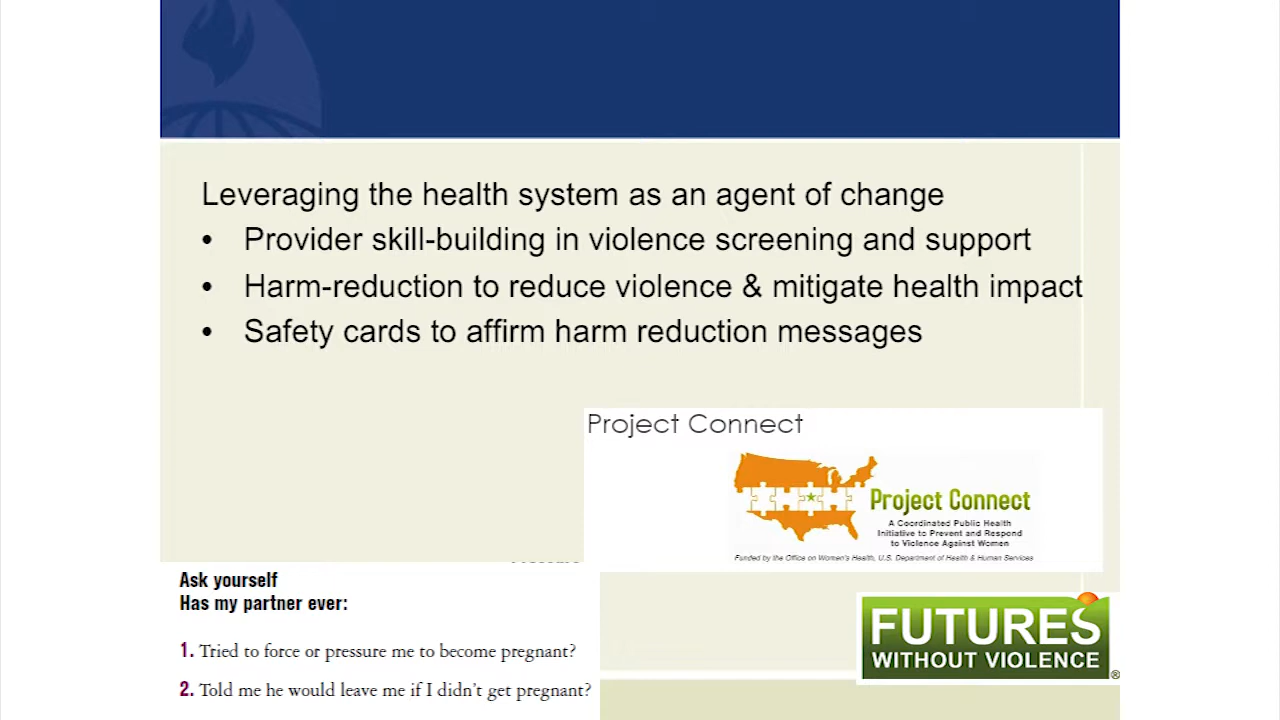 Leveraging the health system as an agent of change
• Provider skill-building in violence screening and support
• Harm-reduction to reduce violence & mitigate health impact
• Safety cards to affirm harm reduction messages
Project Connect
Project Connect
A Coordinated Public Health
Initiative to Prevent and Respond
to Violence Against Women
Funded by the Office on Women's Health, U.S. Department of Health & Human Services
Ask yourself
Has my partner ever:
1. Tried to force or pressure me to become pregnant?
2. Told me he would leave me if I didn't get pregnant?
FUTURES
WITHOUT VIOLENCE
®